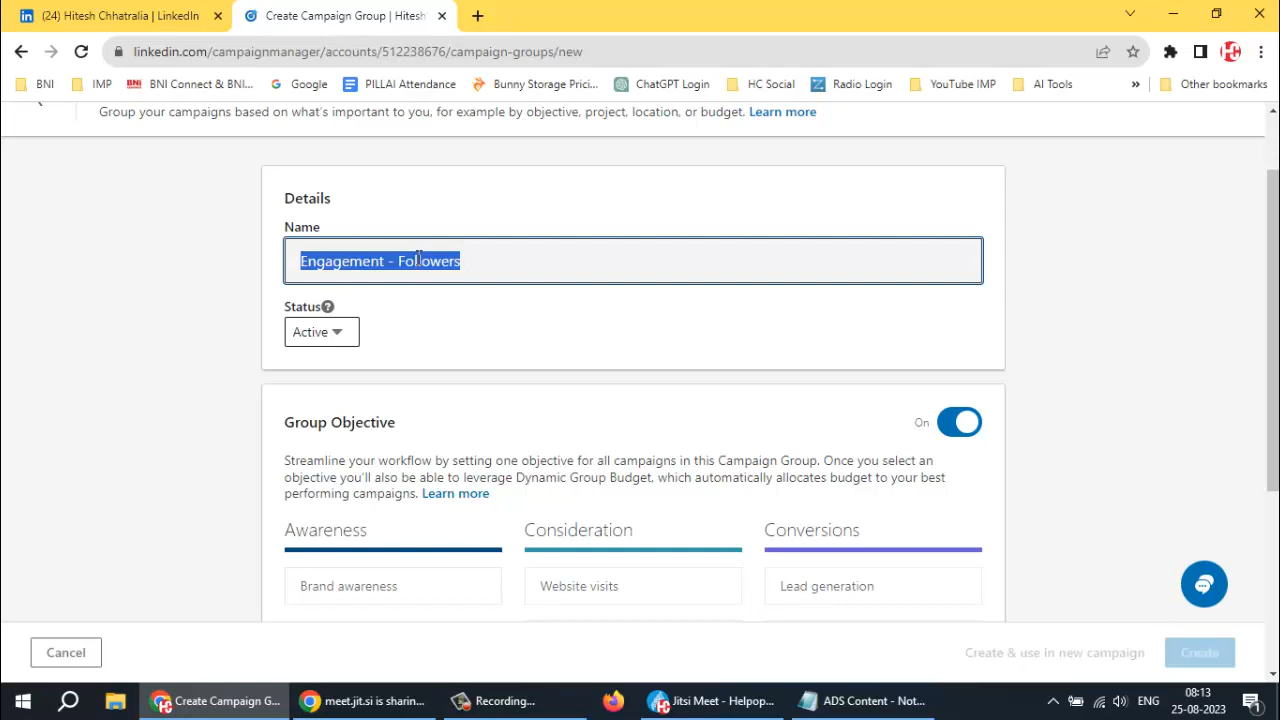 (24) Hitesh Chhatralia | LinkedIn
Create Campaign Group | Hitesh'
linkedin.com/campaignmanager/accounts/512238676/campaign-groups/new
BNI
IMP
BNI Connect & BNI...
Google
PILLAI Attendance
Bunny Storage Prici...
ChatGPT Login
HC Social
Radio Login
YouTube IMP
AI Tools
»
Other bookmarks
Group your campaigns based on what's important to you, for example by objective, project, location, or budget. Learn more
Details
Name
Engagement - Followers
Status
Active
Group Objective
On
Streamline your workflow by setting one objective for all campaigns in this Campaign Group. Once you select an
objective you'll also be able to leverage Dynamic Group Budget, which automatically allocates budget to your best
performing campaigns. Learn more
Awareness
Consideration
Conversions
Brand awareness
Website visits
Lead generation
Cancel
Create & use in new campaign
Create
Create Campaign G...
meet.jit.si is sharin...
Recording...
Jitsi Meet - Helpop...
ADS Content - Not...
ENG
08:13
25-08-2023
1